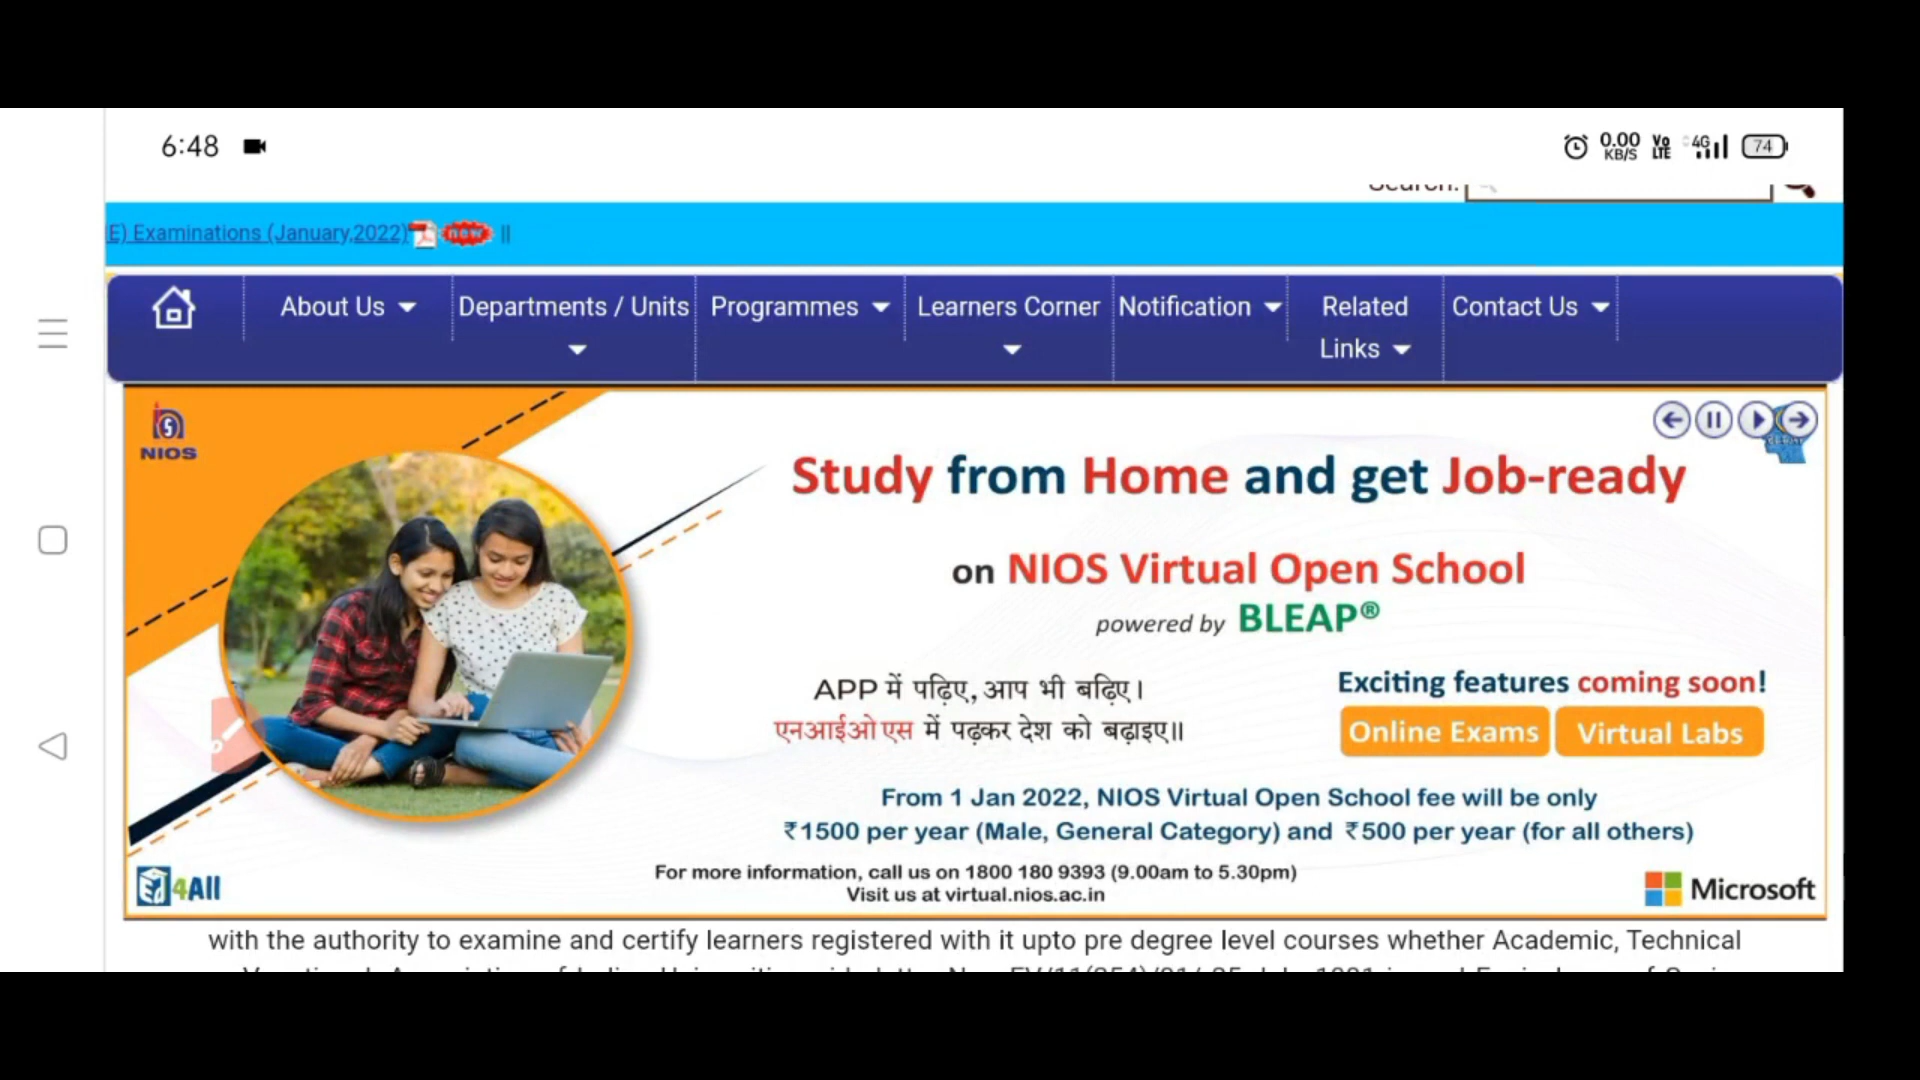 6:48
0.00 KB/S Vo LTE 4G 74
Search:
E) Examinations (January,2022) new ||
About Us
Departments / Units
Programmes
Learners Corner
Notification
Related Links
Contact Us
NIOS
Study from Home and get Job-ready
on NIOS Virtual Open School
powered by BLEAP®
APP में पढ़िए, आप भी बढ़िए।
एनआईओएस में पढ़कर देश को बढ़ाइए॥
Exciting features coming soon!
Online Exams Virtual Labs
From 1 Jan 2022, NIOS Virtual Open School fee will be only
₹1500 per year (Male, General Category) and ₹500 per year (for all others)
For more information, call us on 1800 180 9393 (9.00am to 5.30pm)
Visit us at virtual.nios.ac.in
Ed4All
Microsoft
with the authority to examine and certify learners registered with it upto pre degree level courses whether Academic, Technical